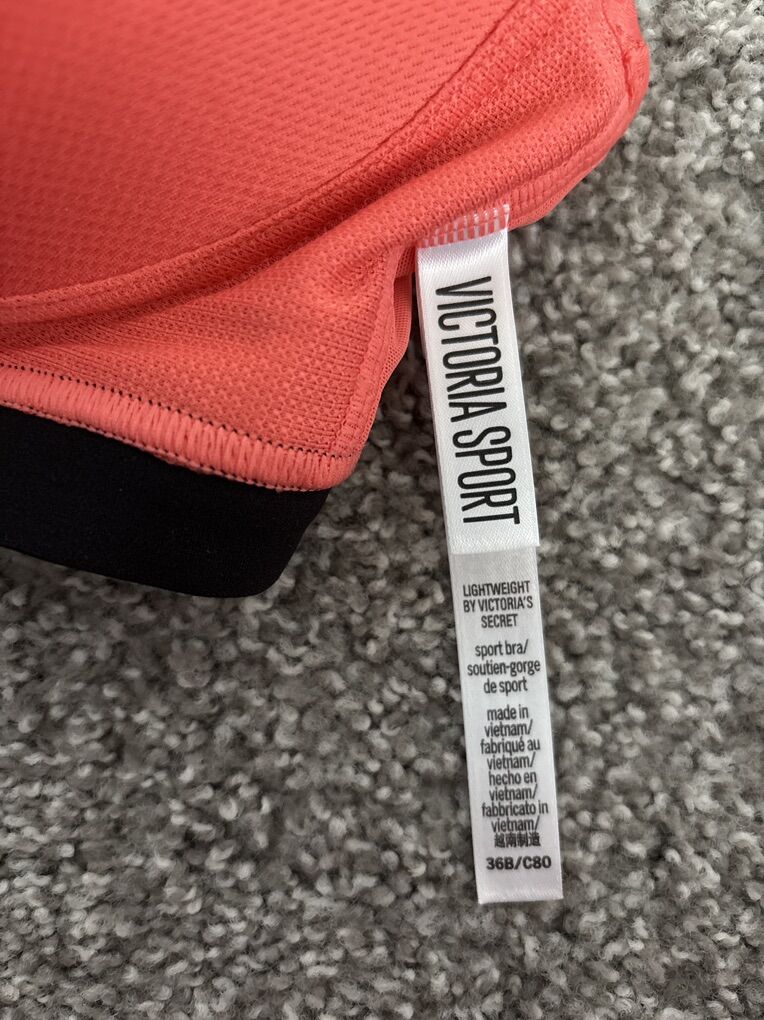 VICTORIA SPORT
LIGHTWEIGHT
BY VICTORIA'S
SECRET
sport bra/
soutien-gorge
de sport
made in
vietnam/
fabriqué au
vietnam/
hecho en
vietnam/
fabbricato in
vietnam/
越南制造
36B/C80